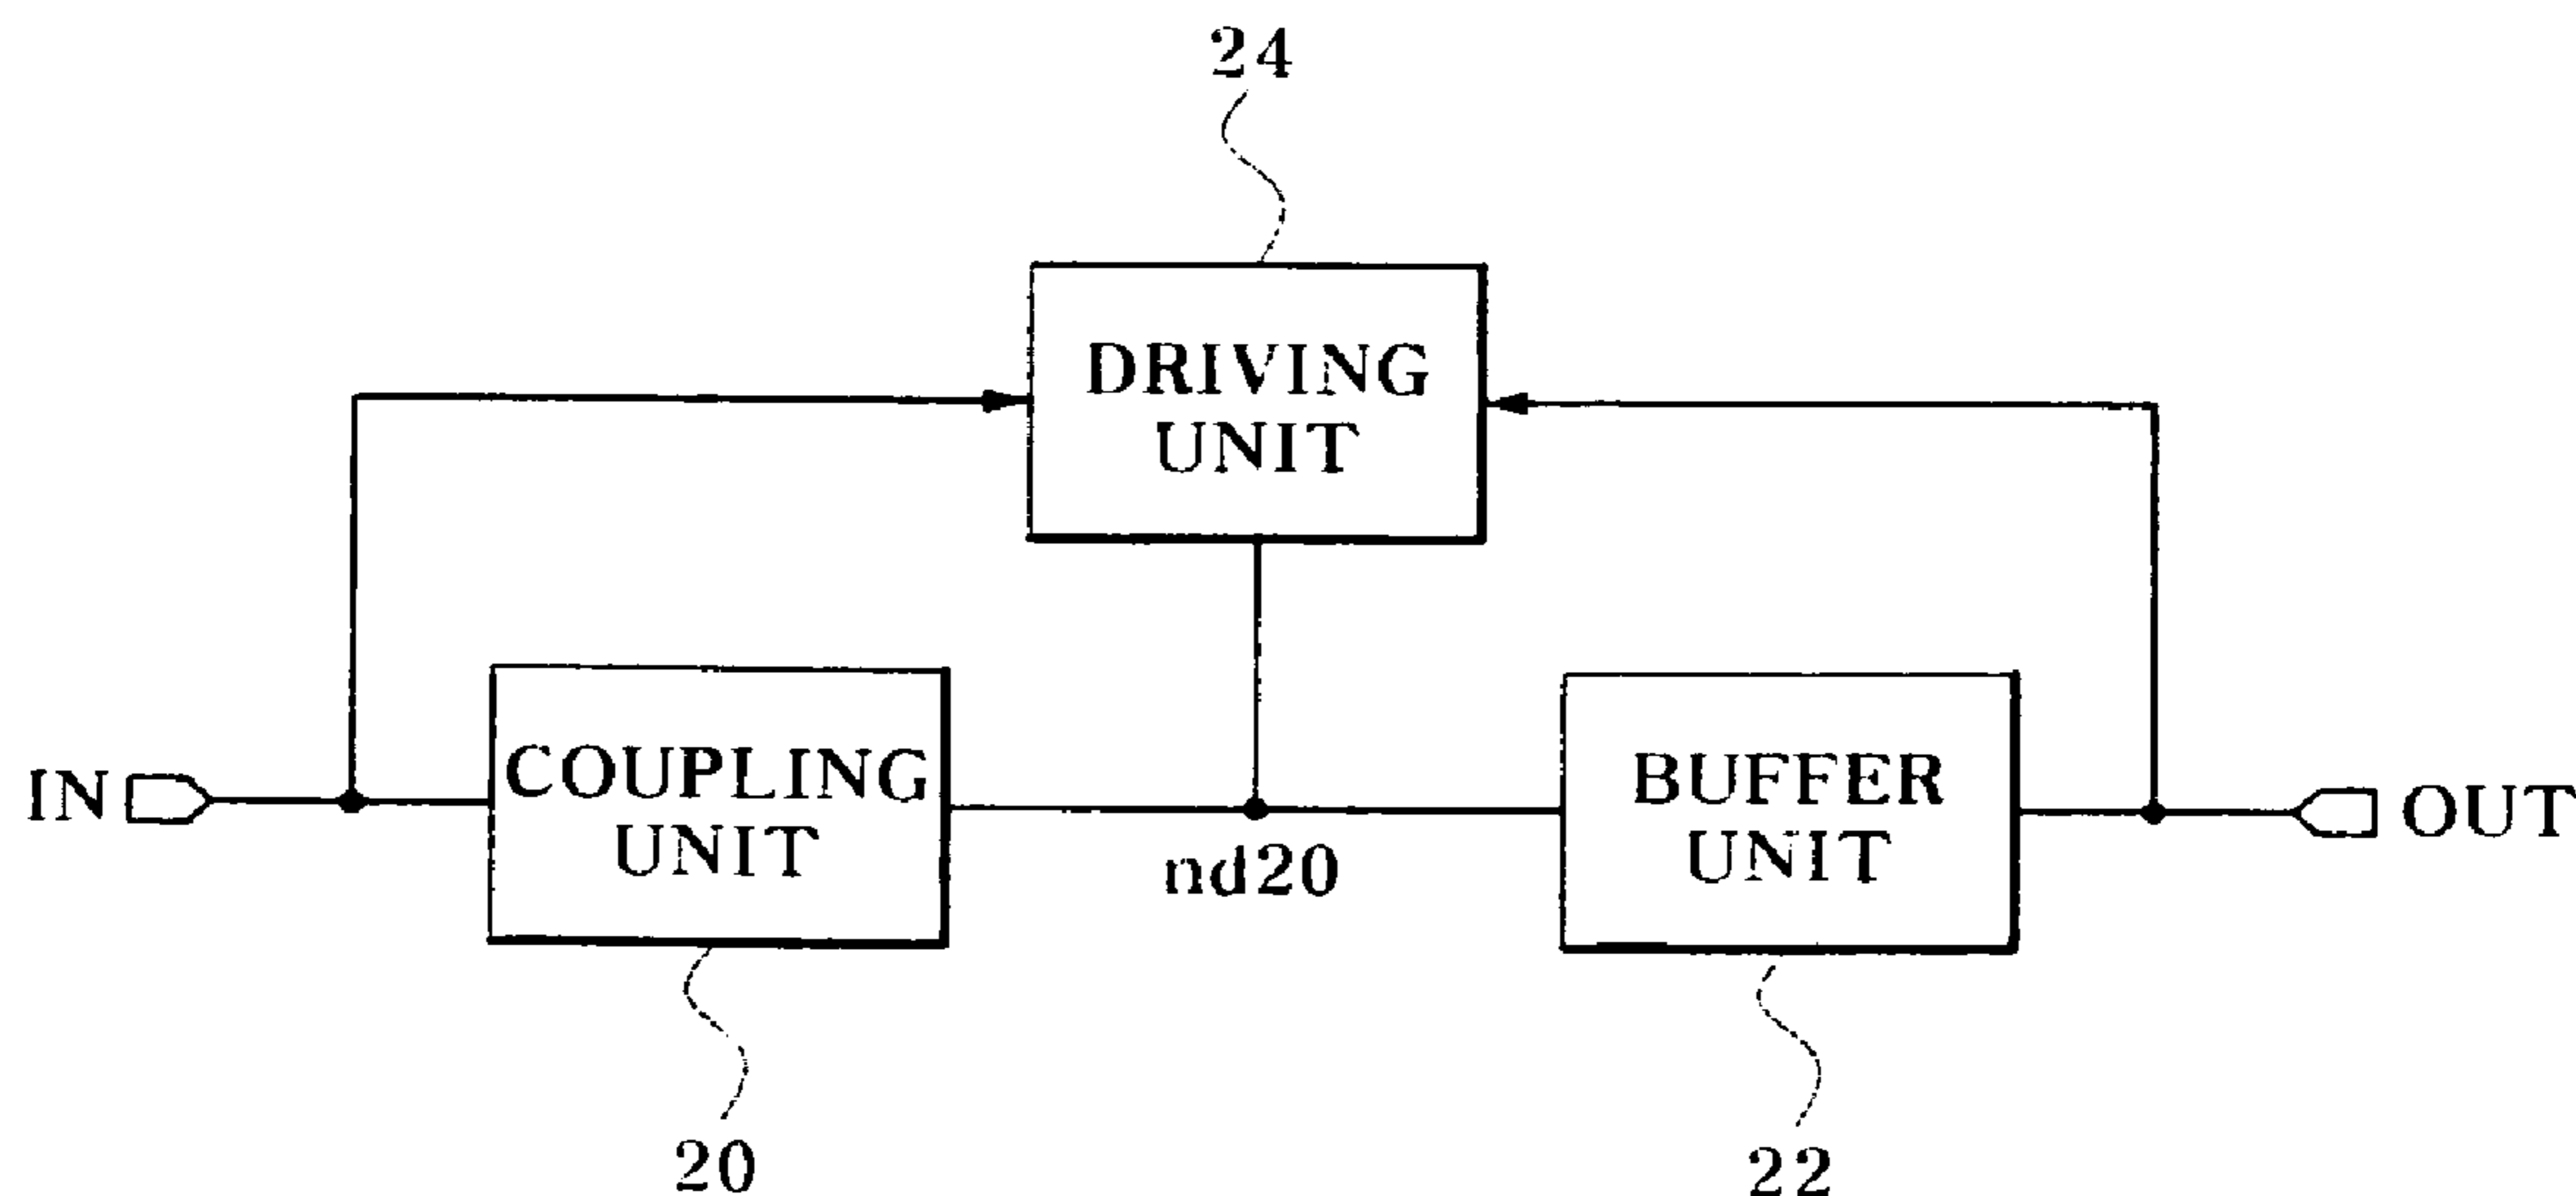 24
DRIVING
UNIT
IN
COUPLING
UNIT
nd20
BUFFER
UNIT
OUT
20
22